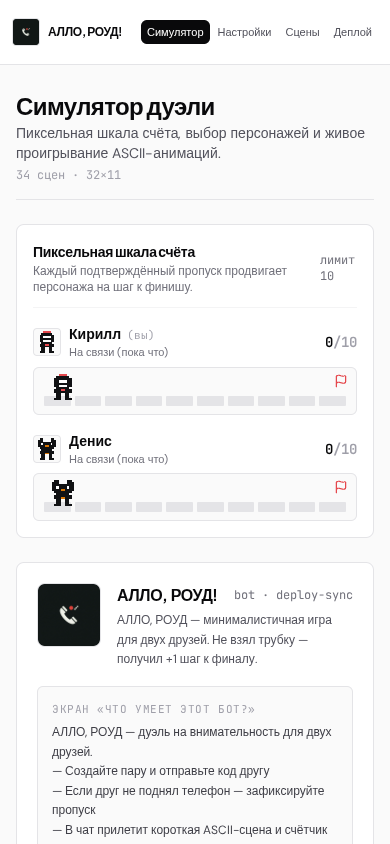 АЛЛО, РОУД!
Симулятор
Настройки
Сцены
Деплой
Симулятор дуэли
Пиксельная шкала счёта, выбор персонажей и живое
проигрывание ASCII-анимаций.
34 сцен · 32×11
Пиксельная шкала счёта
Каждый подтверждённый пропуск продвигает
персонажа на шаг к финишу.
лимит
10
Кирилл (вы)
На связи (пока что)
0/10
Денис
На связи (пока что)
0/10
АЛЛО, РОУД!
bot · deploy-sync
АЛЛО, РОУД — минималистичная игра
для двух друзей. Не взял трубку —
получил +1 шаг к финалу.
ЭКРАН «ЧТО УМЕЕТ ЭТОТ БОТ?»
АЛЛО, РОУД — дуэль на внимательность для двух
друзей.
— Создайте пару и отправьте код другу
— Если друг не поднял телефон — зафиксируйте
пропуск
— В чат прилетит короткая ASCII-сцена и счётчик